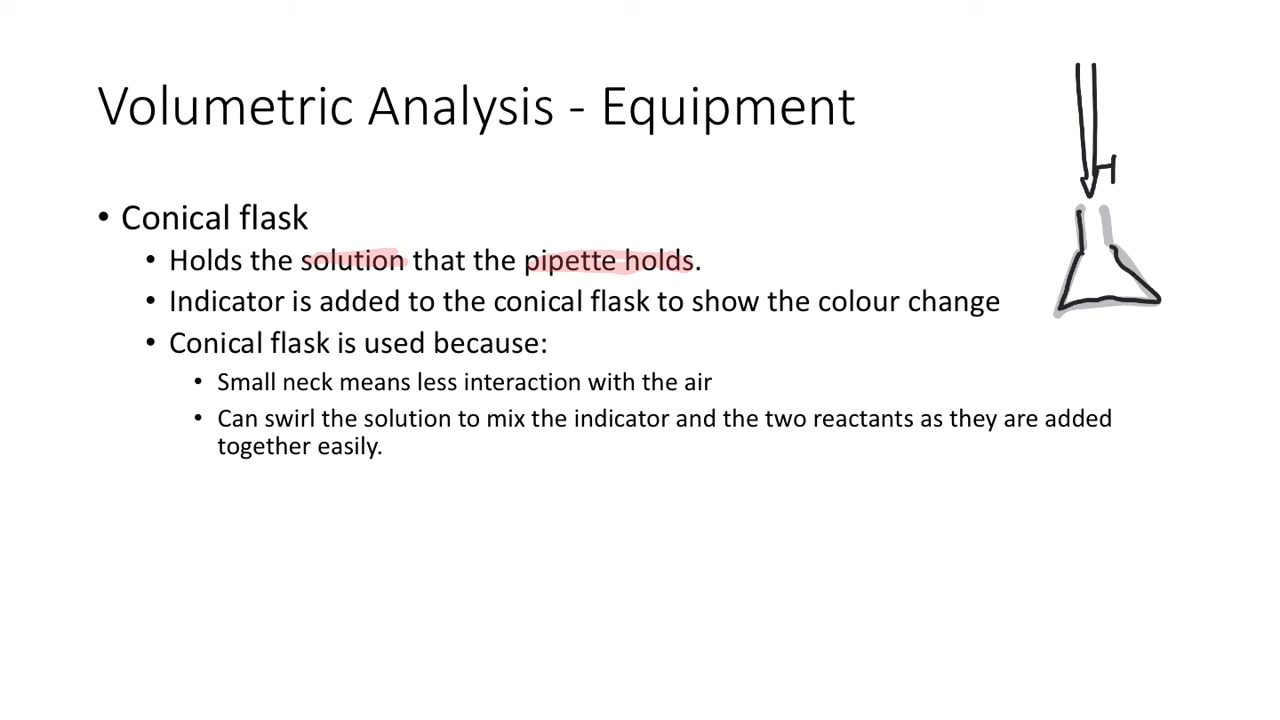 Volumetric Analysis - Equipment
• Conical flask
• Holds the solution that the pipette holds.
• Indicator is added to the conical flask to show the colour change
• Conical flask is used because:
• Small neck means less interaction with the air
• Can swirl the solution to mix the indicator and the two reactants as they are added
together easily.